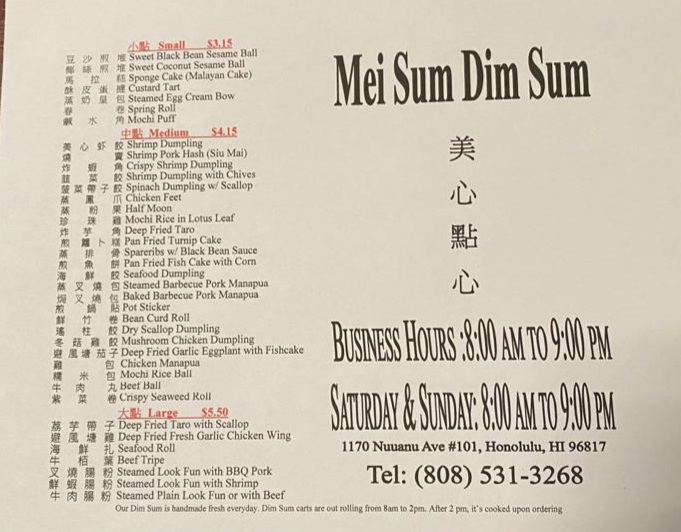 小點 Small $3.15
豆沙煎堆 Sweet Black Bean Sesame Ball
椰絲煎堆 Sweet Coconut Sesame Ball
馬拉糕 Sponge Cake (Malayan Cake)
酥皮蛋撻 Custard Tart
蒸奶皇包 Steamed Egg Cream Bow
春卷 Spring Roll
鹹水角 Mochi Puff
中點 Medium $4.15
美心虾餃 Shrimp Dumpling
燒賣 Shrimp Pork Hash (Siu Mai)
炸蝦角 Crispy Shrimp Dumpling
韭菜餃 Shrimp Dumpling with Chives
菠菜帶子餃 Spinach Dumpling w/ Scallop
蒸鳳爪 Chicken Feet
蒸粉果 Half Moon
珍珠雞 Mochi Rice in Lotus Leaf
炸芋角 Deep Fried Taro
煎蘿卜糕 Pan Fried Turnip Cake
蒸排骨 Spareribs w/ Black Bean Sauce
煎魚餅 Pan Fried Fish Cake with Corn
海鮮餃 Seafood Dumpling
蒸叉燒包 Steamed Barbecue Pork Manapua
焗叉燒包 Baked Barbecue Pork Manapua
煎鍋貼 Pot Sticker
鮮竹卷 Bean Curd Roll
瑤柱餃 Dry Scallop Dumpling
冬菇雞餃 Mushroom Chicken Dumpling
避風塘茄子 Deep Fried Garlic Eggplant with Fishcake
雞包 Chicken Manapua
糯米包 Mochi Rice Ball
牛肉丸 Beef Ball
紫菜卷 Crispy Seaweed Roll
大點 Large $5.50
荔芋帶子 Deep Fried Taro with Scallop
避風塘雞 Deep Fried Fresh Garlic Chicken Wing
海鮮扎 Seafood Roll
牛栢葉 Beef Tripe
叉燒腸粉 Steamed Look Fun with BBQ Pork
鮮蝦腸粉 Steamed Look Fun with Shrimp
牛肉腸粉 Steamed Plain Look Fun or with Beef
Mei Sum Dim Sum
美
心
點
心
BUSINESS HOURS :8:00 AM TO 9:00 PM
SATURDAY & SUNDAY: 8:00 AM TO 9:00 PM
1170 Nuuanu Ave #101, Honolulu, HI 96817
Tel: (808) 531-3268
Our Dim Sum is handmade fresh everyday. Dim Sum carts are out rolling from 8am to 2pm. After 2 pm, it's cooked upon ordering